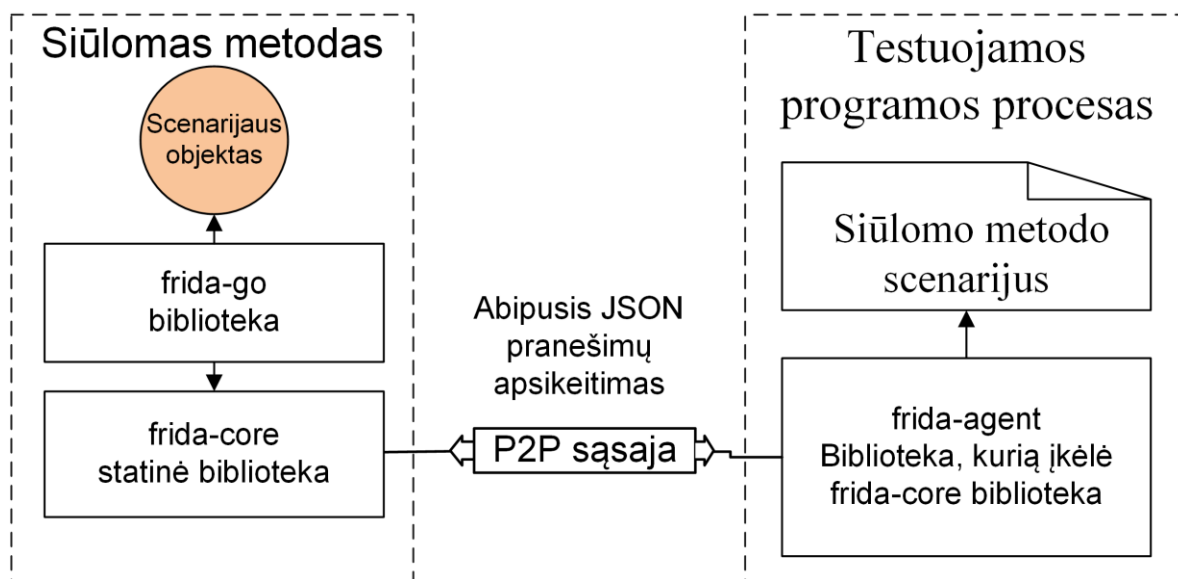 Siūlomas metodas
Scenarijaus
objektas
frida-go
biblioteka
frida-core
statinė biblioteka
Abipusis JSON
pranešimų
apsikeitimas
P2P sąsaja
Testuojamos
programos procesas
Siūlomo metodo
scenarijus
frida-agent
Biblioteka, kurią įkėlė
frida-core biblioteka